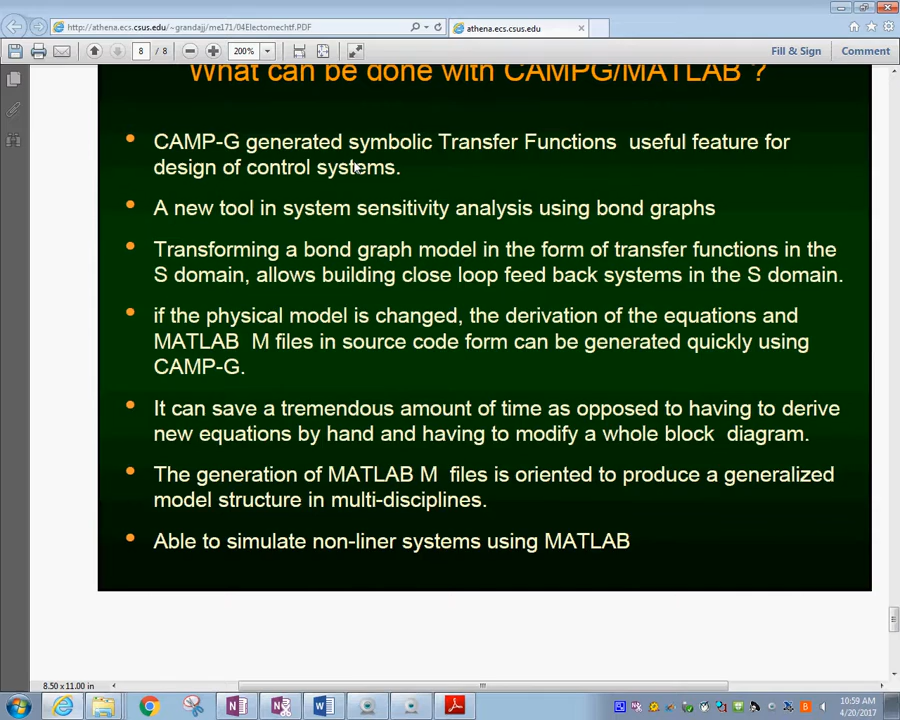 http://athena.ecs.csus.edu/~grandajj/me171/04Electomechtf.PDF
athena.ecs.csus.edu
8 / 8
200%
Fill & Sign
Comment
What can be done with CAMPG/MATLAB ?
• CAMP-G generated symbolic Transfer Functions useful feature for
design of control systems.
• A new tool in system sensitivity analysis using bond graphs
• Transforming a bond graph model in the form of transfer functions in the
S domain, allows building close loop feed back systems in the S domain.
• if the physical model is changed, the derivation of the equations and
MATLAB M files in source code form can be generated quickly using
CAMP-G.
• It can save a tremendous amount of time as opposed to having to derive
new equations by hand and having to modify a whole block diagram.
• The generation of MATLAB M files is oriented to produce a generalized
model structure in multi-disciplines.
• Able to simulate non-liner systems using MATLAB
8.50 x 11.00 in
10:59 AM
4/20/2017